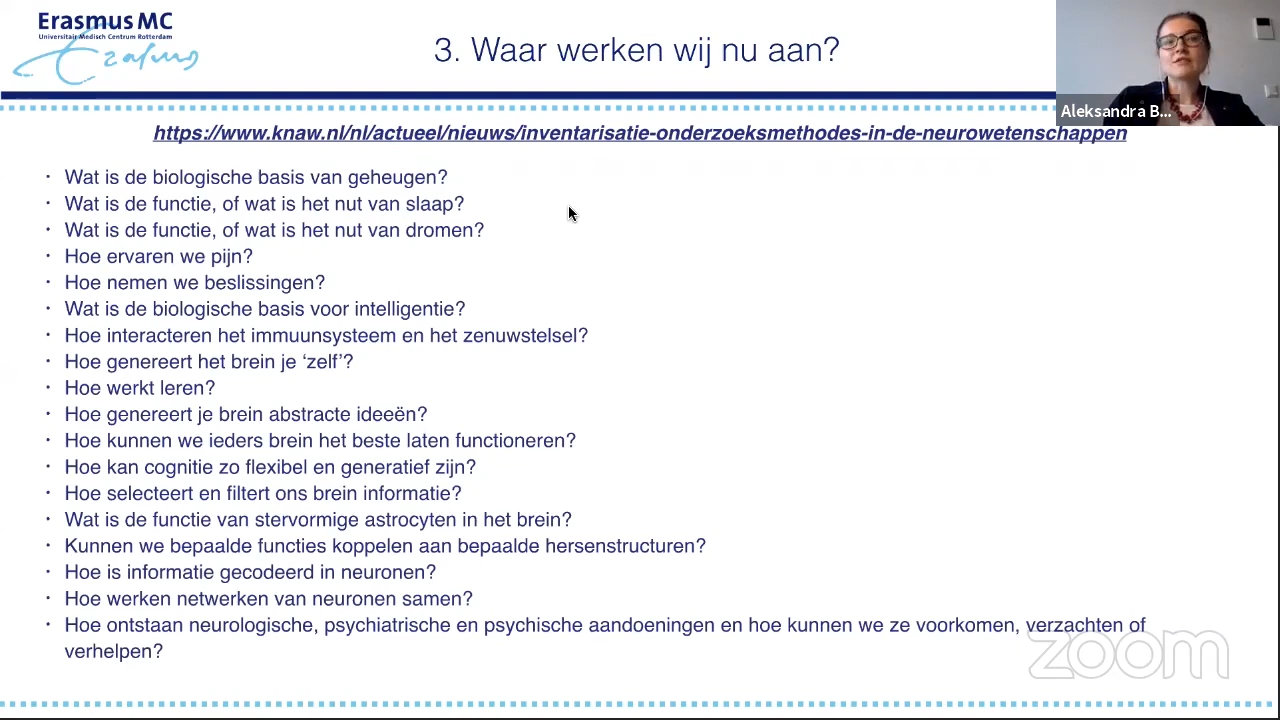 Erasmus MC
Universitair Medisch Centrum Rotterdam
Erasmus
3. Waar werken wij nu aan?
Aleksandra B...
https://www.knaw.nl/nl/actueel/nieuws/inventarisatie-onderzoeksmethodes-in-de-neurowetenschappen
· Wat is de biologische basis van geheugen?
· Wat is de functie, of wat is het nut van slaap?
· Wat is de functie, of wat is het nut van dromen?
· Hoe ervaren we pijn?
· Hoe nemen we beslissingen?
· Wat is de biologische basis voor intelligentie?
· Hoe interacteren het immuunsysteem en het zenuwstelsel?
· Hoe genereert het brein je ‘zelf’?
· Hoe werkt leren?
· Hoe genereert je brein abstracte ideeën?
· Hoe kunnen we ieders brein het beste laten functioneren?
· Hoe kan cognitie zo flexibel en generatief zijn?
· Hoe selecteert en filtert ons brein informatie?
· Wat is de functie van stervormige astrocyten in het brein?
· Kunnen we bepaalde functies koppelen aan bepaalde hersenstructuren?
· Hoe is informatie gecodeerd in neuronen?
· Hoe werken netwerken van neuronen samen?
· Hoe ontstaan neurologische, psychiatrische en psychische aandoeningen en hoe kunnen we ze voorkomen, verzachten of
verhelpen?
zoom